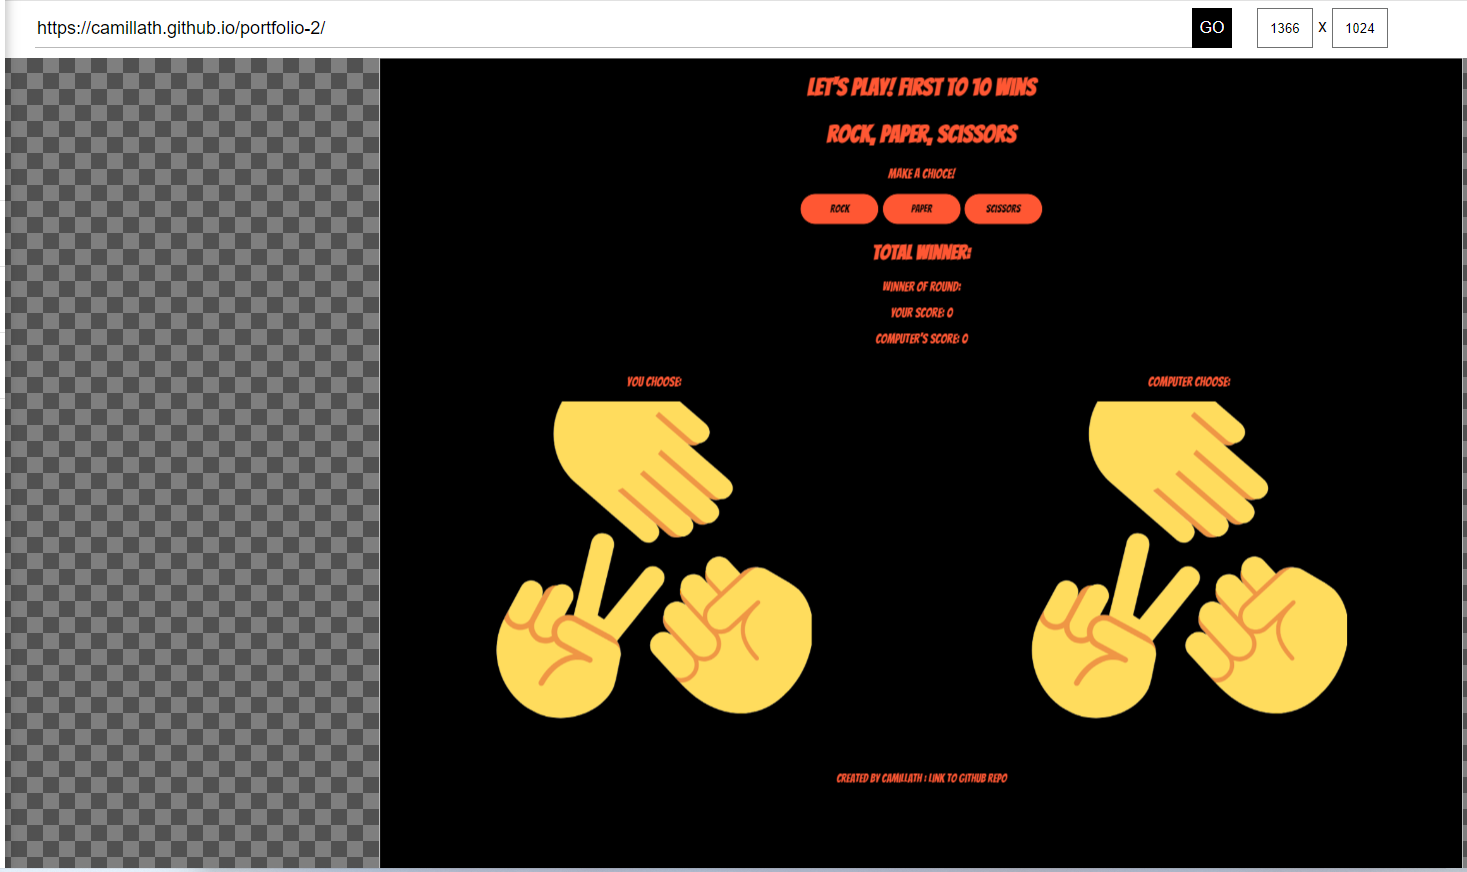 https://camillath.github.io/portfolio-2/ GO 1366 X 1024
LET'S PLAY! FIRST TO 10 WINS
ROCK, PAPER, SCISSORS
MAKE A CHIOCE!
ROCK PAPER SCISSORS
TOTAL WINNER:
WINNER OF ROUND:
YOUR SCORE: 0
COMPUTER'S SCORE: 0
YOU CHOOSE: COMPUTER CHOOSE:
CREATED BY CAMILLATH : LINK TO GITHUB REPO